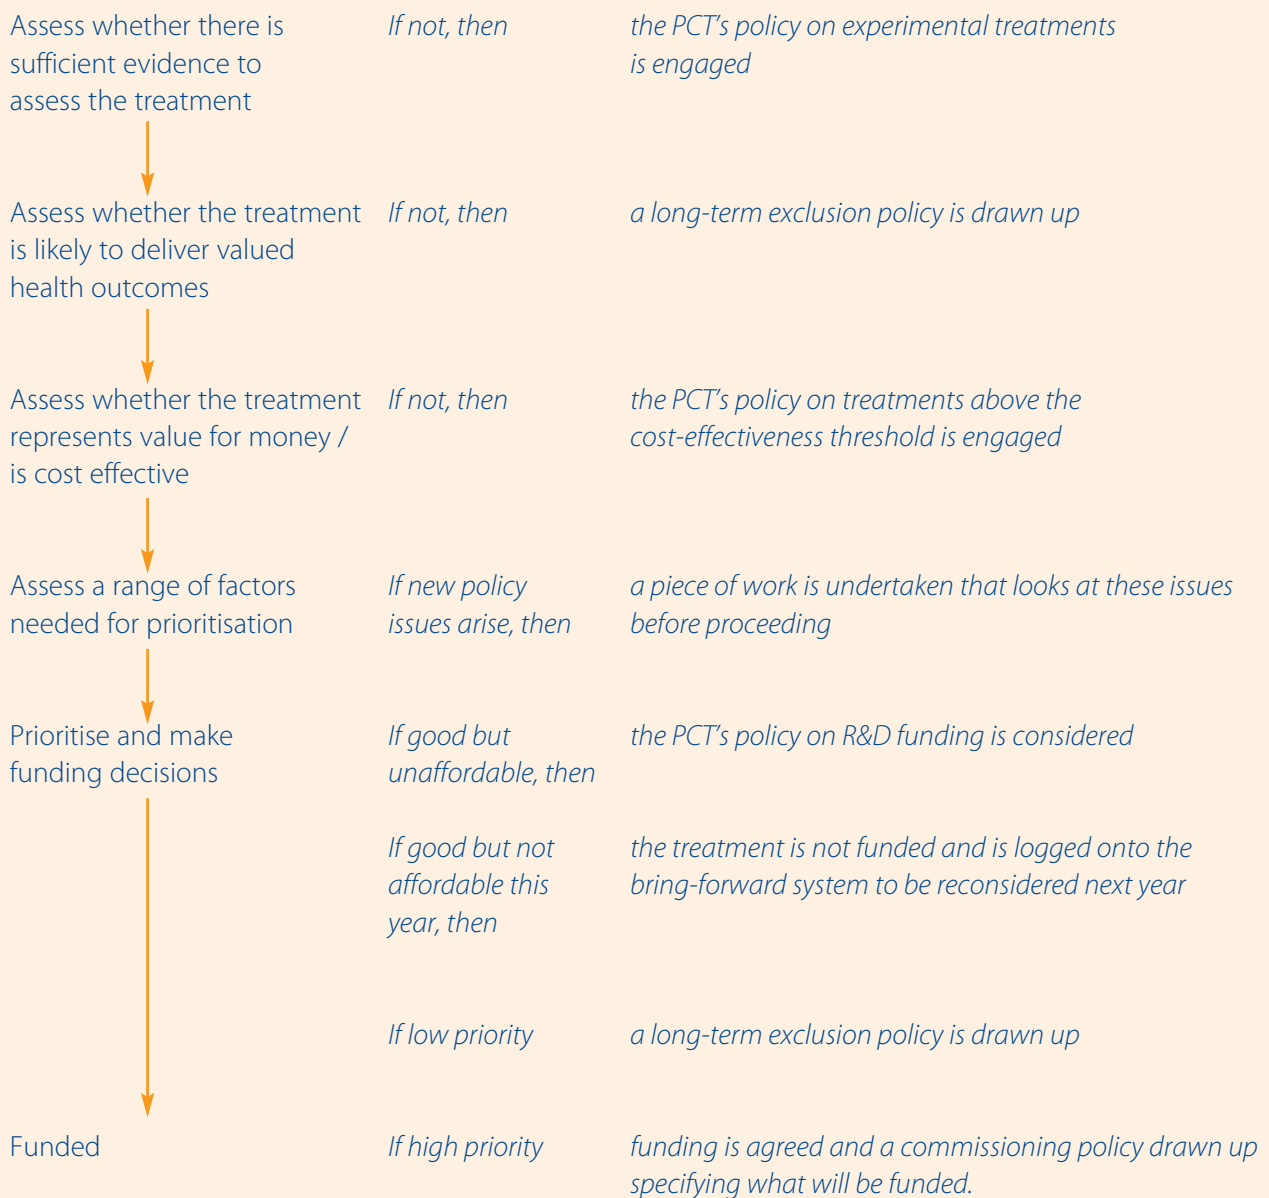 Assess whether there is
sufficient evidence to
assess the treatment
If not, then
the PCT’s policy on experimental treatments
is engaged
Assess whether the treatment
is likely to deliver valued
health outcomes
If not, then
a long-term exclusion policy is drawn up
Assess whether the treatment
represents value for money /
is cost effective
If not, then
the PCT’s policy on treatments above the
cost-effectiveness threshold is engaged
Assess a range of factors
needed for prioritisation
If new policy
issues arise, then
a piece of work is undertaken that looks at these issues
before proceeding
Prioritise and make
funding decisions
If good but
unaffordable, then
the PCT’s policy on R&D funding is considered
If good but not
affordable this
year, then
the treatment is not funded and is logged onto the
bring-forward system to be reconsidered next year
If low priority
a long-term exclusion policy is drawn up
Funded
If high priority
funding is agreed and a commissioning policy drawn up
specifying what will be funded.